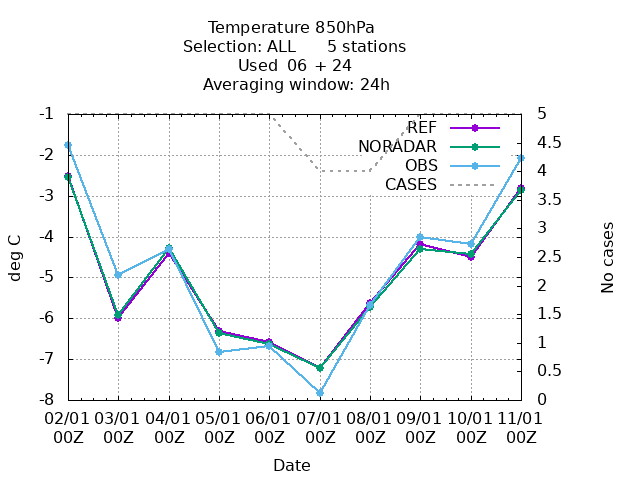 Temperature 850hPa
Selection: ALL 5 stations
Used 06 + 24
Averaging window: 24h
-1
-2
-3
-4
-5
-6
-7
-8
deg C
5
4.5
4
3.5
3
2.5
2
1.5
1
0.5
0
No cases
REF
NORADAR
OBS
CASES
02/01 03/01 04/01 05/01 06/01 07/01 08/01 09/01 10/01 11/01
00Z 00Z 00Z 00Z 00Z 00Z 00Z 00Z 00Z 00Z
Date